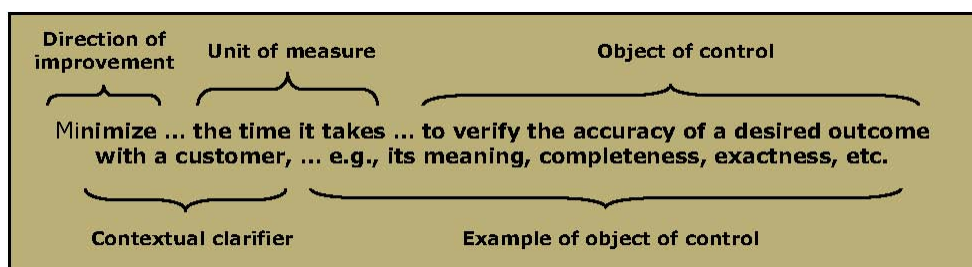 Direction of
improvement
Unit of measure
Object of control
Minimize ... the time it takes ... to verify the accuracy of a desired outcome
with a customer, ... e.g., its meaning, completeness, exactness, etc.
Contextual clarifier
Example of object of control